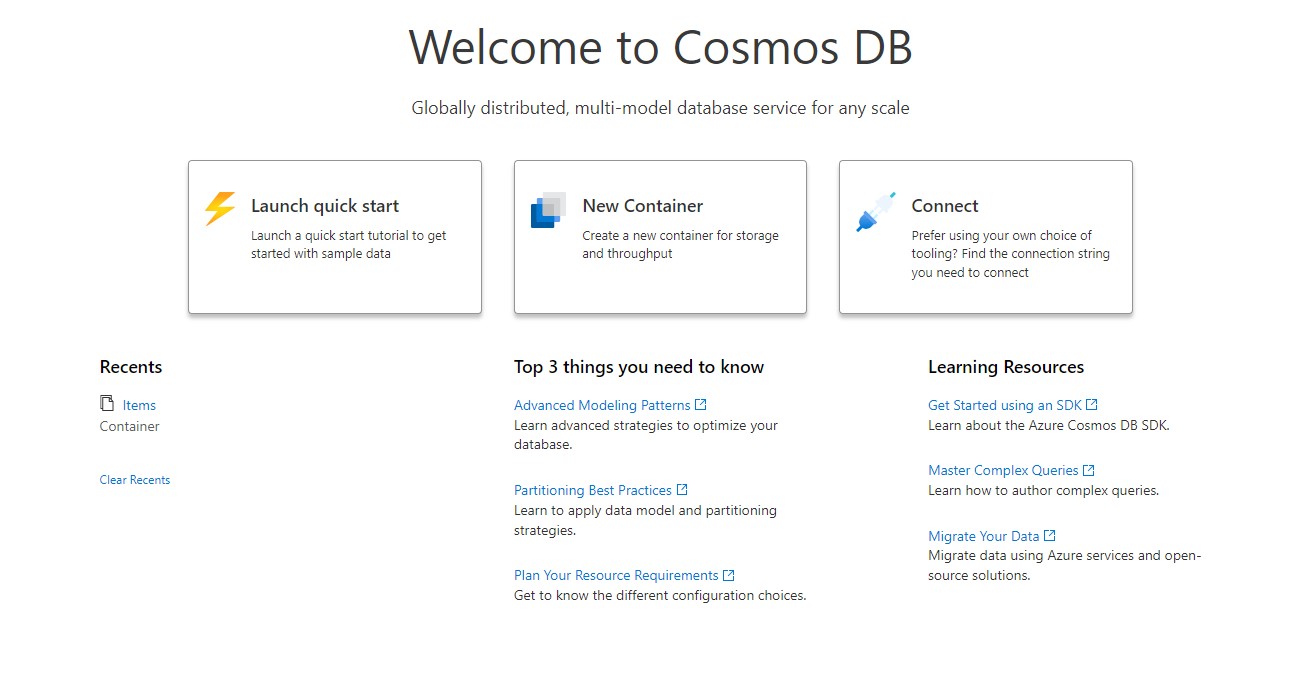 Welcome to Cosmos DB
Globally distributed, multi-model database service for any scale
Launch quick start
Launch a quick start tutorial to get
started with sample data
New Container
Create a new container for storage
and throughput
Connect
Prefer using your own choice of
tooling? Find the connection string
you need to connect
Recents
Items
Container
Clear Recents
Top 3 things you need to know
Advanced Modeling Patterns
Learn advanced strategies to optimize your
database.
Partitioning Best Practices
Learn to apply data model and partitioning
strategies.
Plan Your Resource Requirements
Get to know the different configuration choices.
Learning Resources
Get Started using an SDK
Learn about the Azure Cosmos DB SDK.
Master Complex Queries
Learn how to author complex queries.
Migrate Your Data
Migrate data using Azure services and open-
source solutions.